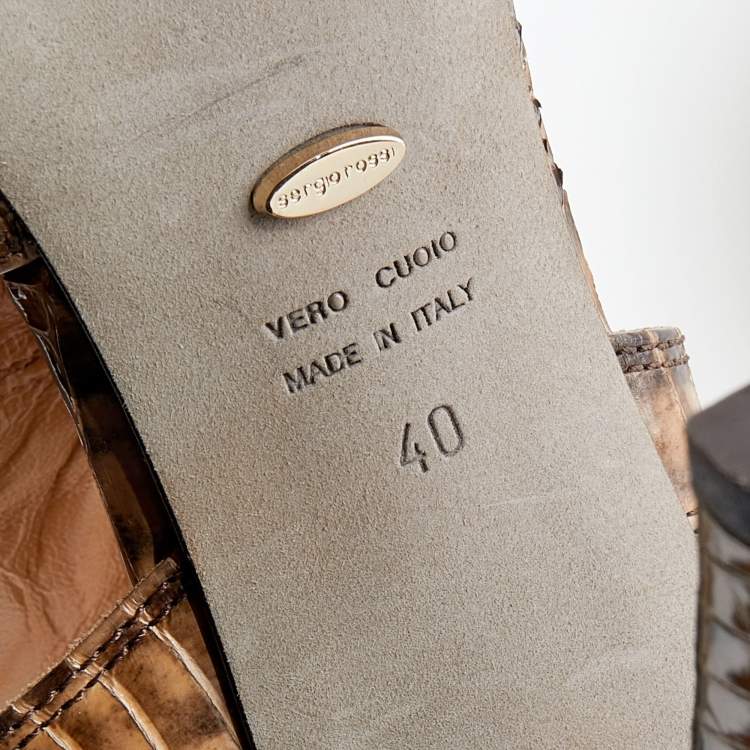 sergio rossi
VERO CUOIO
MADE IN ITALY
40